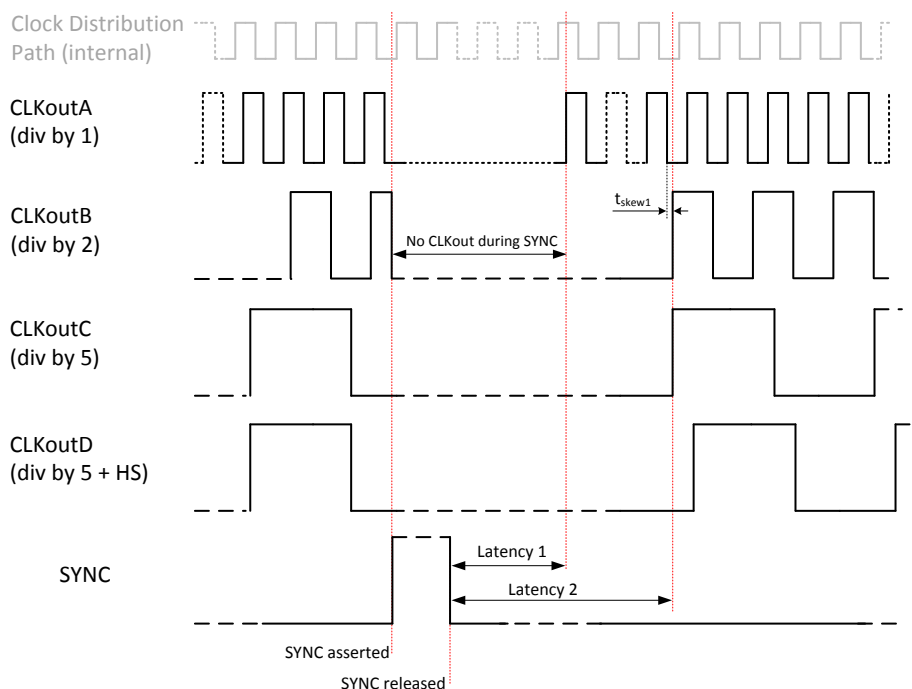 Clock Distribution
Path (internal)
CLKoutA
(div by 1)
CLKoutB
(div by 2)
tskew1
No CLKout during SYNC
CLKoutC
(div by 5)
CLKoutD
(div by 5 + HS)
SYNC
Latency 1
Latency 2
SYNC asserted
SYNC released